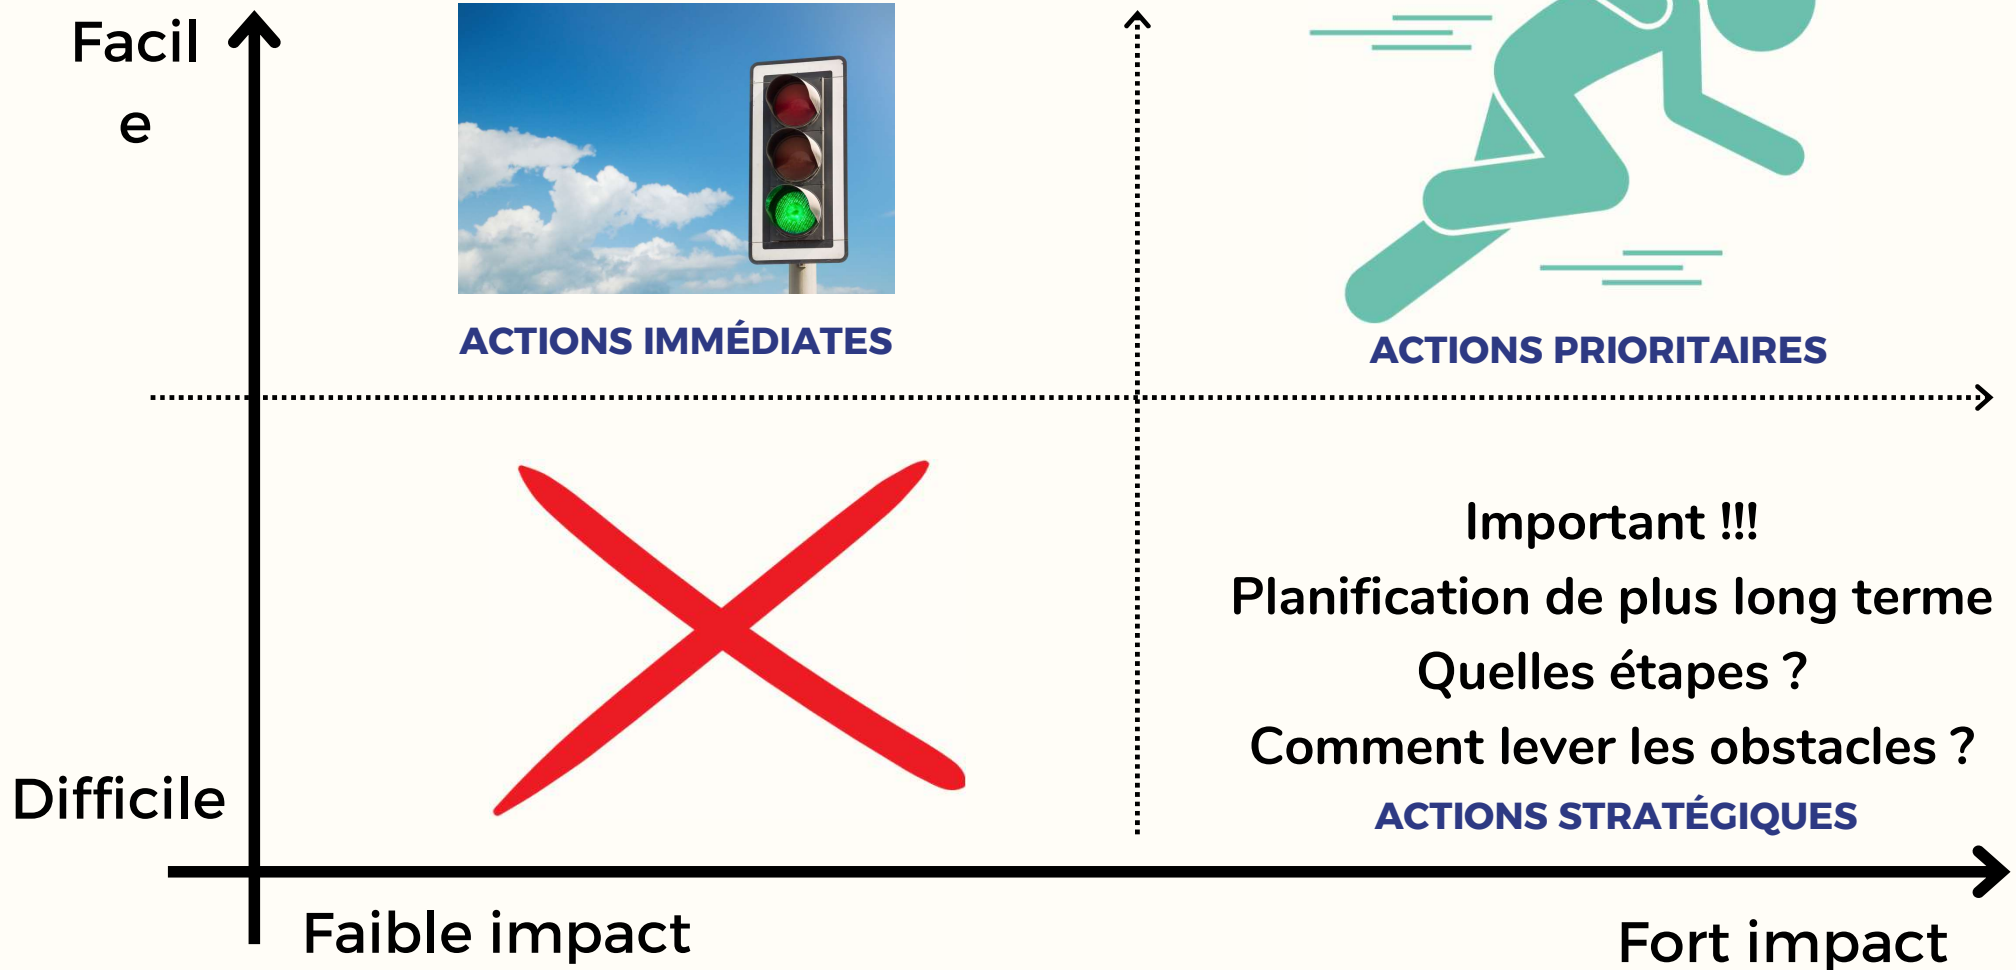 Facil
e
ACTIONS IMMÉDIATES
ACTIONS PRIORITAIRES
Important !!!
Planification de plus long terme
Quelles étapes ?
Comment lever les obstacles ?
ACTIONS STRATÉGIQUES
Difficile
Faible impact
Fort impact